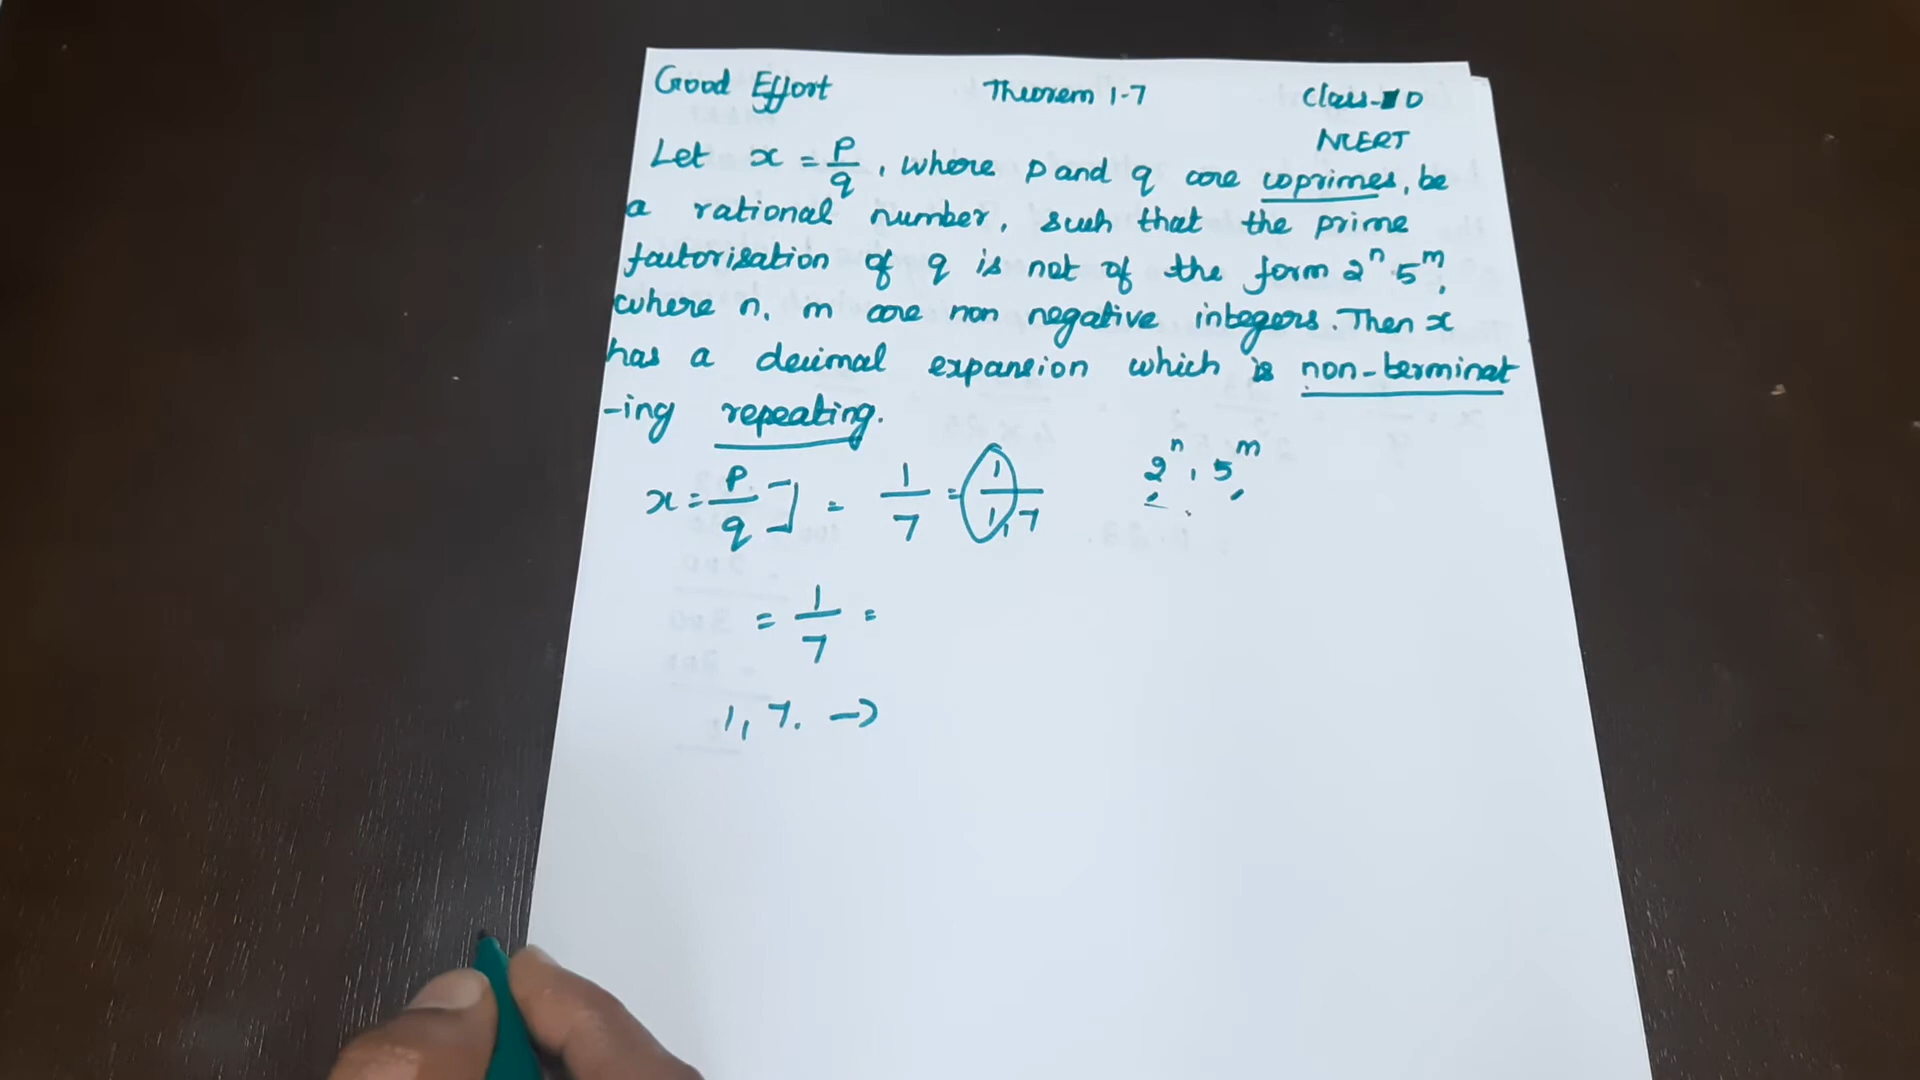 Good Effort Theorem 1.7 Class-10
NCERT
Let x = p/q, where p and q are coprimes, be
a rational number, such that the prime
factorisation of q is not of the form 2ⁿ.5ᵐ,
where n, m are non negative integers. Then x
has a decimal expansion which is non-terminat
-ing repeating.
x = p/q ] = 1/7 = 1/1,7 2ⁿ, 5ᵐ
= 1/7 =
1, 7. →